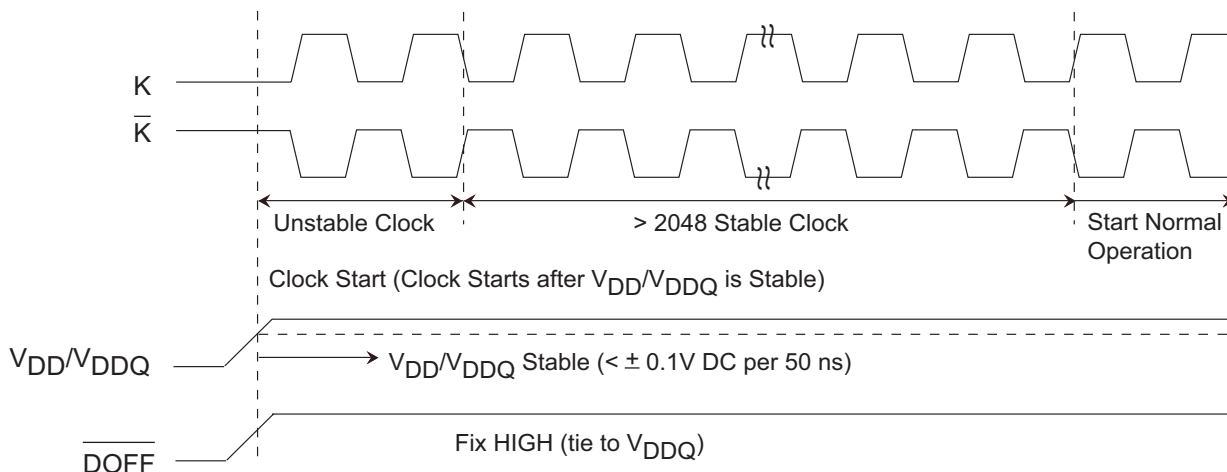 K
K̅
Unstable Clock
> 2048 Stable Clock
Start Normal
Operation
Clock Start (Clock Starts after VDD/VDDQ is Stable)
VDD/VDDQ
VDD/VDDQ Stable (< ± 0.1V DC per 50 ns)
Fix HIGH (tie to VDDQ)
DOFF